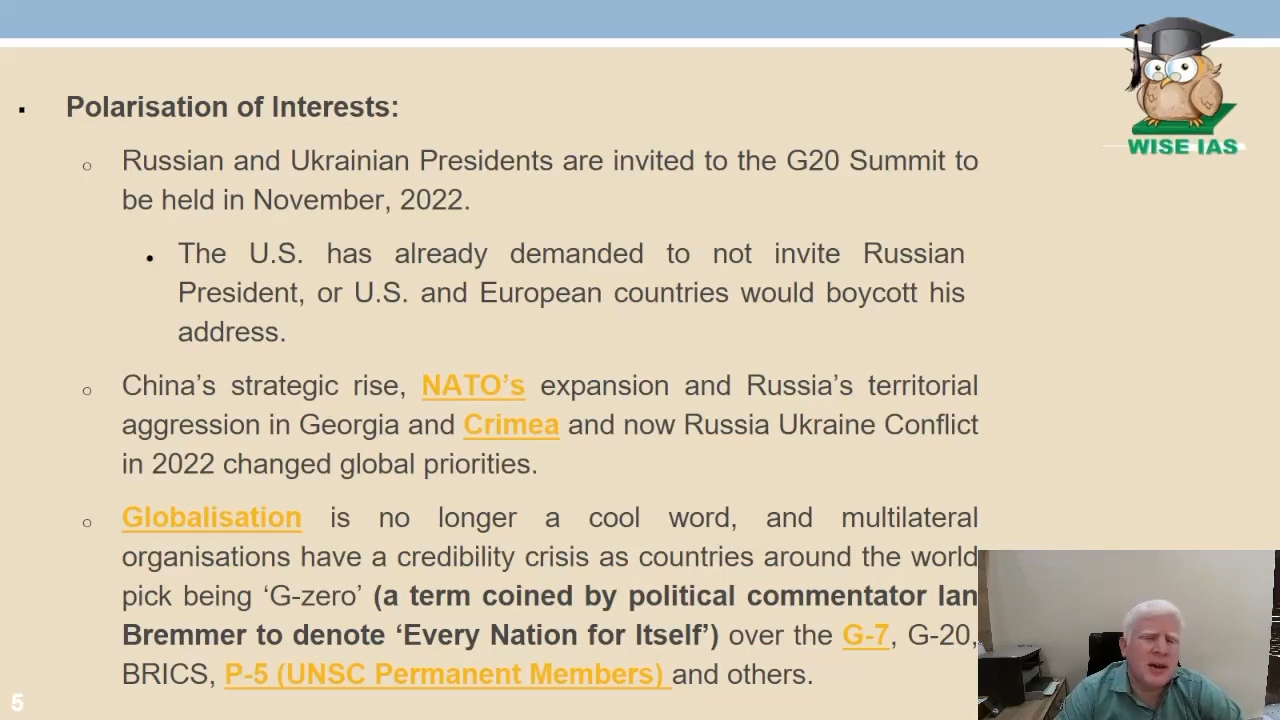 WISE IAS
Polarisation of Interests:
Russian and Ukrainian Presidents are invited to the G20 Summit to
be held in November, 2022.
The U.S. has already demanded to not invite Russian
President, or U.S. and European countries would boycott his
address.
China’s strategic rise, NATO’s expansion and Russia’s territorial
aggression in Georgia and Crimea and now Russia Ukraine Conflict
in 2022 changed global priorities.
Globalisation is no longer a cool word, and multilateral
organisations have a credibility crisis as countries around the world
pick being ‘G-zero’ (a term coined by political commentator Ian
Bremmer to denote ‘Every Nation for Itself’) over the G-7, G-20,
BRICS, P-5 (UNSC Permanent Members) and others.
5